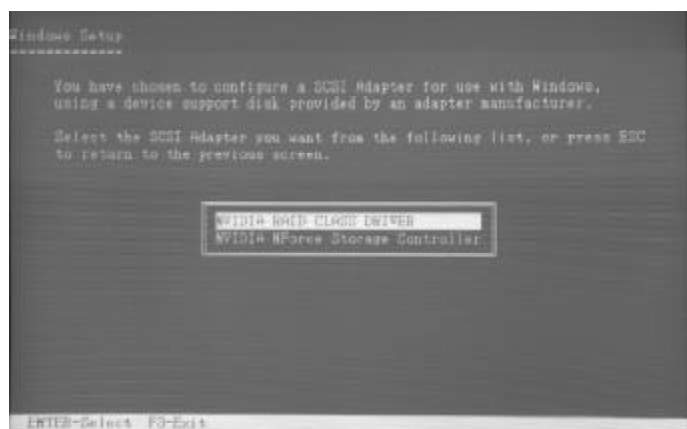 Windows Setup
You have chosen to configure a SCSI Adapter for use with Windows,
using a device support disk provided by an adapter manufacturer.
Select the SCSI Adapter you want from the following list, or press ESC
to return to the previous screen.
NVIDIA RAID CLASS DRIVER
NVIDIA NForce Storage Controller
ENTER=Select F3=Exit